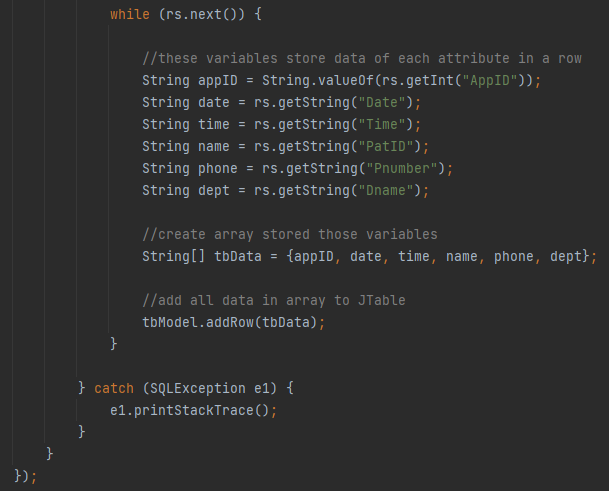 while (rs.next()) {
//these variables store data of each attribute in a row
String appID = String.valueOf(rs.getInt("AppID"));
String date = rs.getString("Date");
String time = rs.getString("Time");
String name = rs.getString("PatID");
String phone = rs.getString("Pnumber");
String dept = rs.getString("Dname");
//create array stored those variables
String[] tbData = {appID, date, time, name, phone, dept};
//add all data in array to JTable
tbModel.addRow(tbData);
}
} catch (SQLException e1) {
e1.printStackTrace();
}
}
});